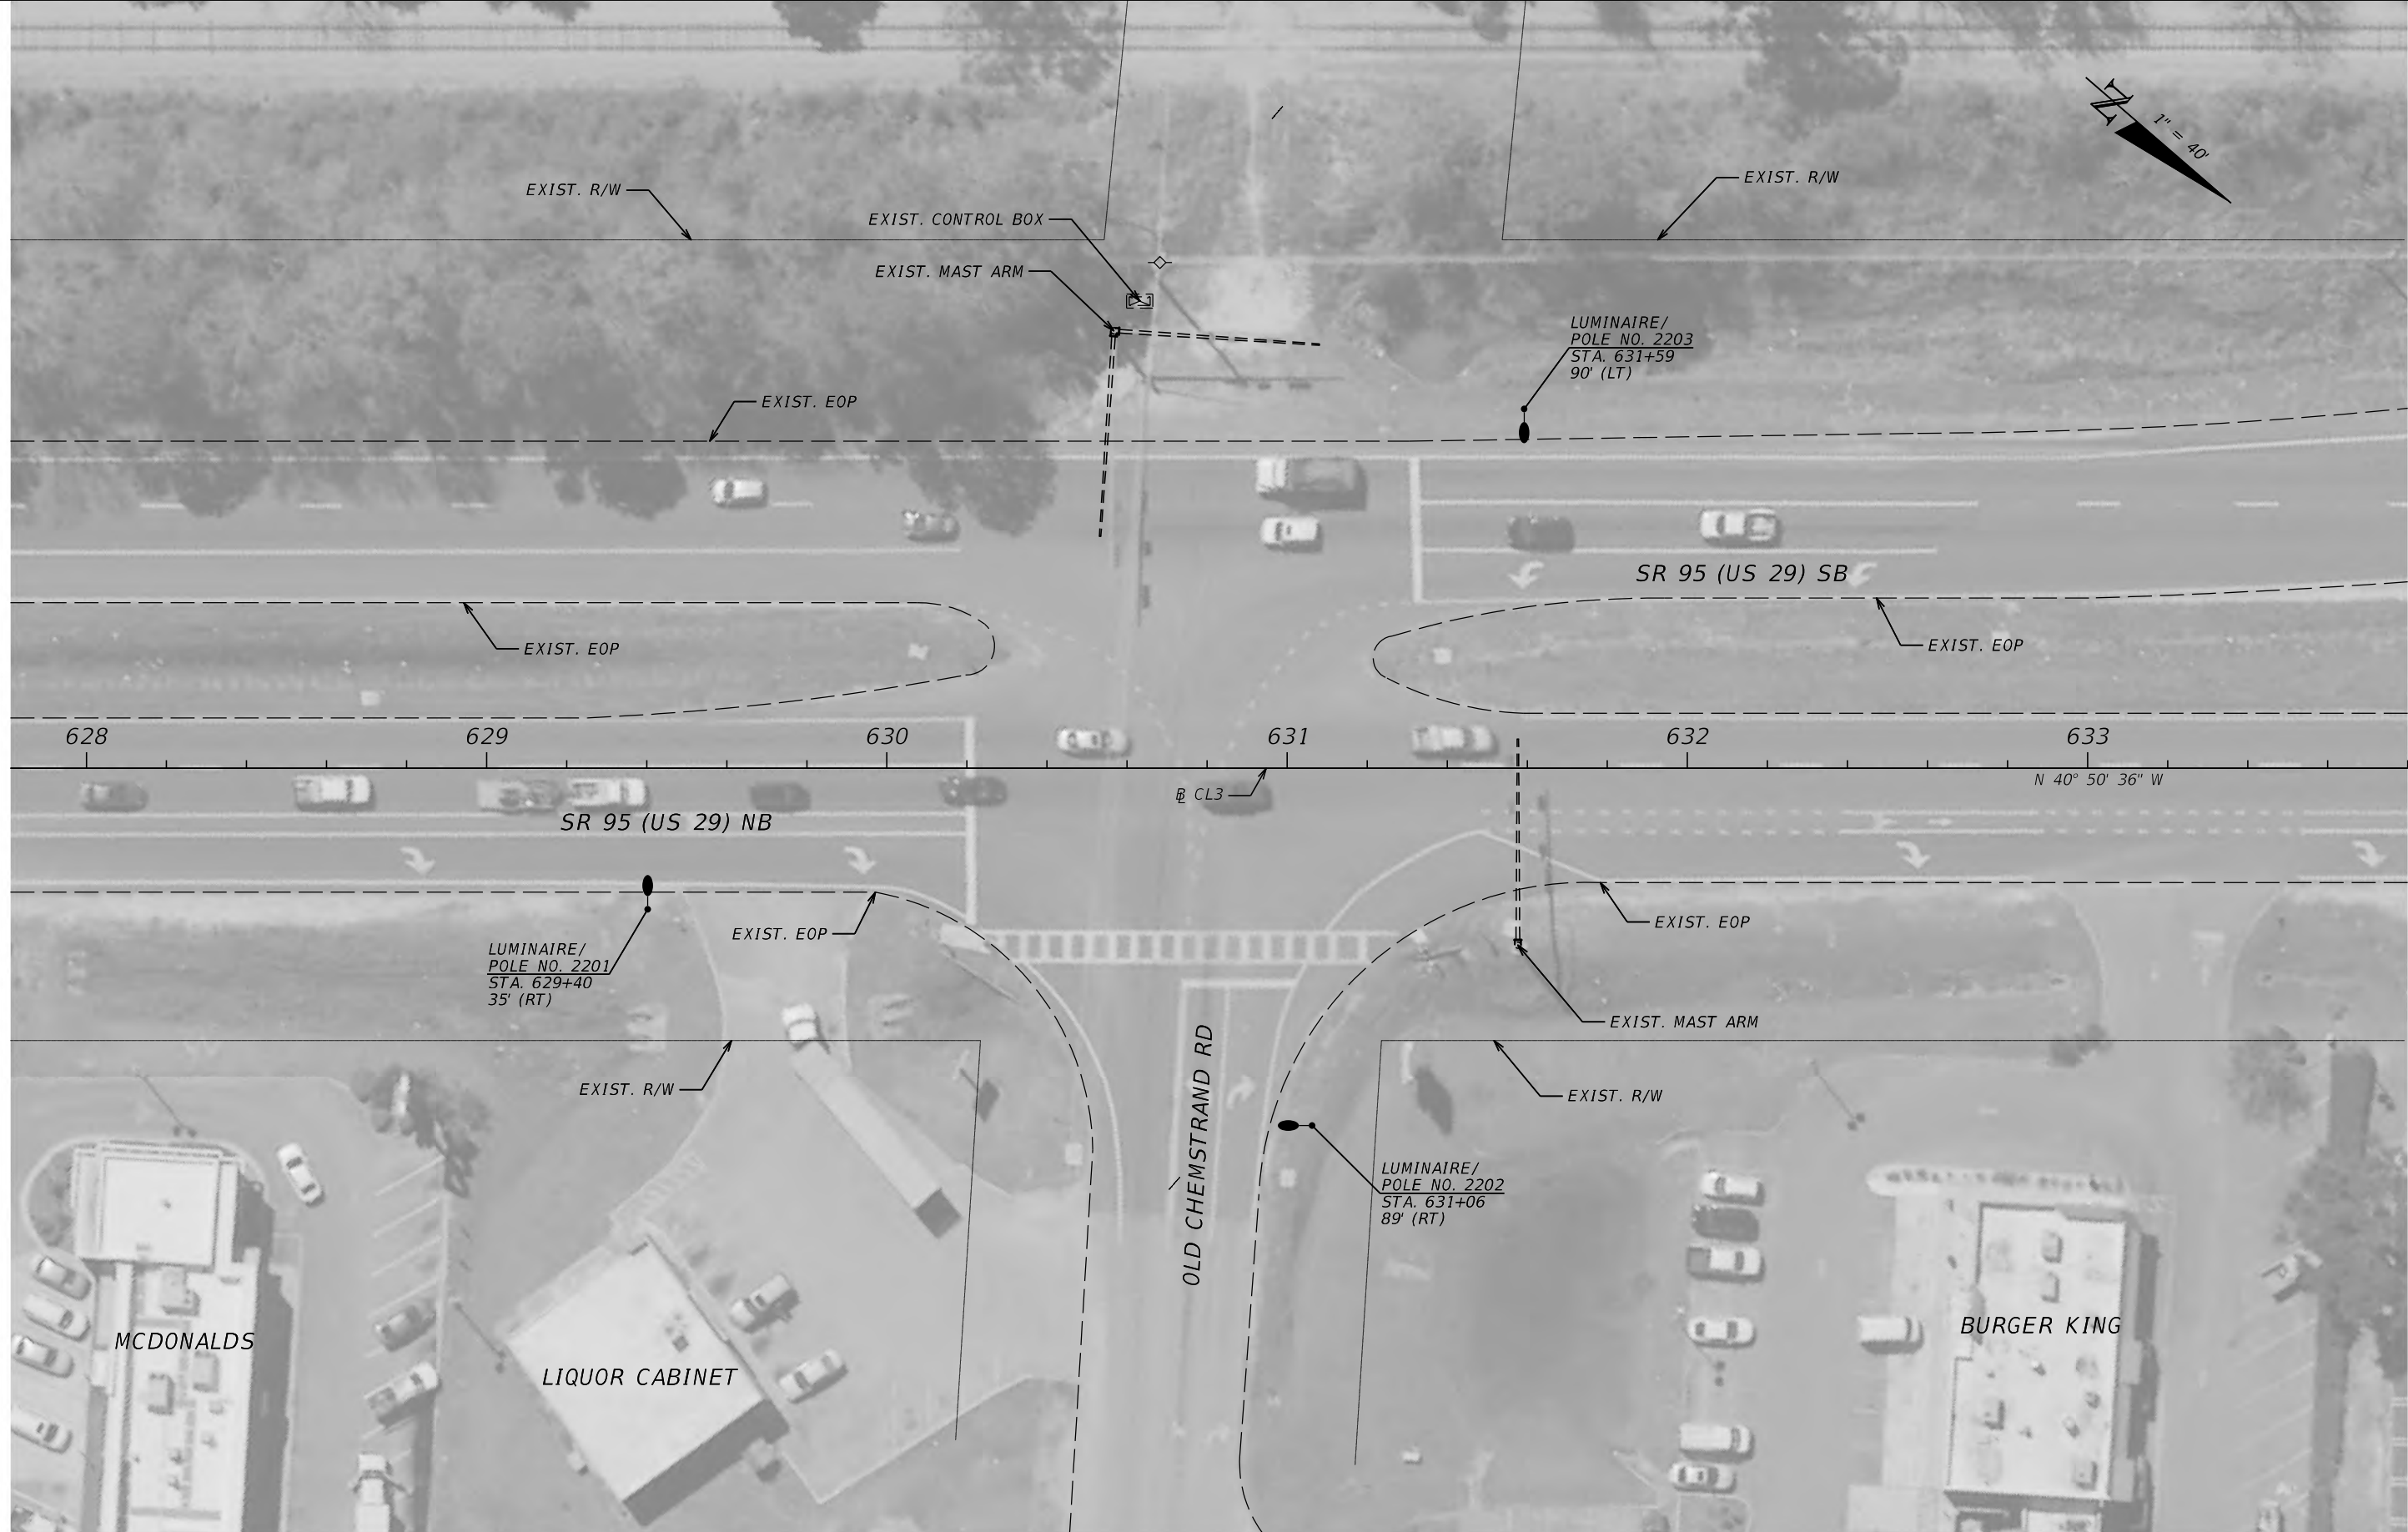 N
1" = 40'
EXIST. R/W
EXIST. R/W
EXIST. CONTROL BOX
EXIST. MAST ARM
LUMINAIRE/
POLE NO. 2203
STA. 631+59
90' (LT)
EXIST. EOP
SR 95 (US 29) SB
EXIST. EOP
EXIST. EOP
628
629
630
631
632
633
N 40° 50' 36" W
BL CL3
SR 95 (US 29) NB
EXIST. EOP
EXIST. EOP
LUMINAIRE/
POLE NO. 2201
STA. 629+40
35' (RT)
EXIST. MAST ARM
OLD CHEMSTRAND RD
EXIST. R/W
EXIST. R/W
LUMINAIRE/
POLE NO. 2202
STA. 631+06
89' (RT)
MCDONALDS
LIQUOR CABINET
BURGER KING